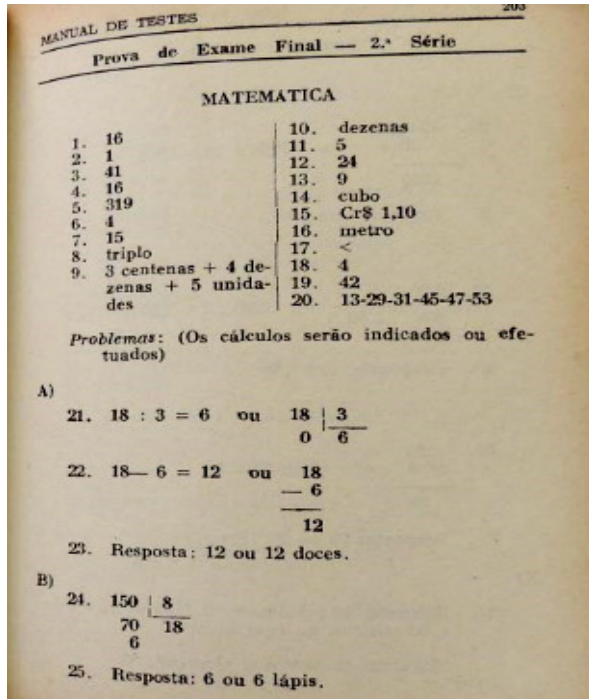 203
MANUAL DE TESTES
Prova de Exame Final — 2.ª Série
MATEMÁTICA
1. 16
2. 1
3. 41
4. 16
5. 319
6. 4
7. 15
8. triplo
9. 3 centenas + 4 de-
zenas + 5 unida-
des
10. dezenas
11. 5
12. 24
13. 9
14. cubo
15. Cr$ 1,10
16. metro
17. <
18. 4
19. 42
20. 13-29-31-45-47-53
Problemas: (Os cálculos serão indicados ou efe-
tuados)
A)
21. 18 : 3 = 6 ou 18 | 3
0 6
22. 18— 6 = 12 ou 18
— 6
12
23. Resposta: 12 ou 12 doces.
B)
24. 150 | 8
70 18
6
25. Resposta: 6 ou 6 lápis.